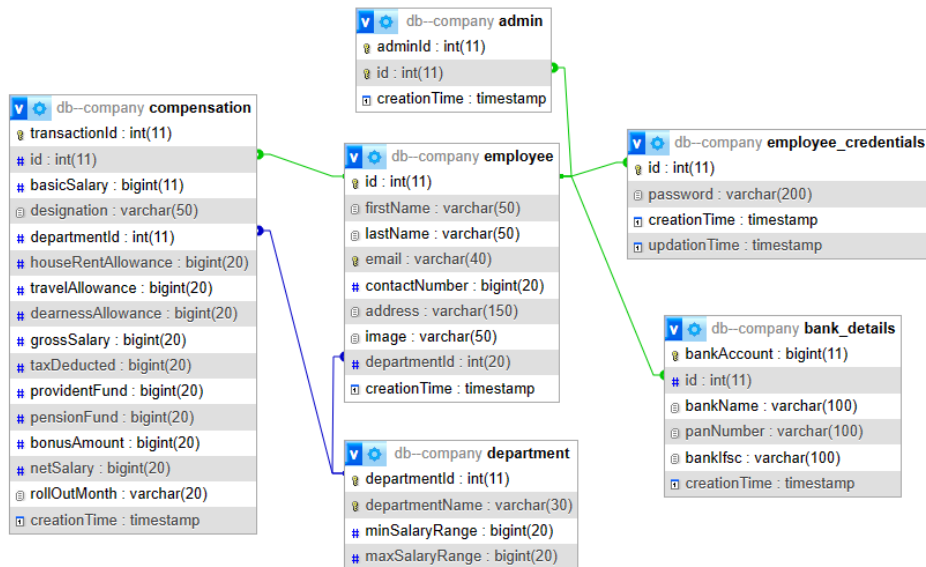 db--company admin
adminId : int(11)
id : int(11)
creationTime : timestamp
db--company compensation
transactionId : int(11)
id : int(11)
basicSalary : bigint(11)
designation : varchar(50)
departmentId : int(11)
houseRentAllowance : bigint(20)
travelAllowance : bigint(20)
dearnessAllowance : bigint(20)
grossSalary : bigint(20)
taxDeducted : bigint(20)
providentFund : bigint(20)
pensionFund : bigint(20)
bonusAmount : bigint(20)
netSalary : bigint(20)
rollOutMonth : varchar(20)
creationTime : timestamp
db--company employee
id : int(11)
firstName : varchar(50)
lastName : varchar(50)
email : varchar(40)
contactNumber : bigint(20)
address : varchar(150)
image : varchar(50)
departmentId : int(20)
creationTime : timestamp
db--company employee_credentials
id : int(11)
password : varchar(200)
creationTime : timestamp
updationTime : timestamp
db--company bank_details
bankAccount : bigint(11)
id : int(11)
bankName : varchar(100)
panNumber : varchar(100)
bankIfsc : varchar(100)
creationTime : timestamp
db--company department
departmentId : int(11)
departmentName : varchar(30)
minSalaryRange : bigint(20)
maxSalaryRange : bigint(20)